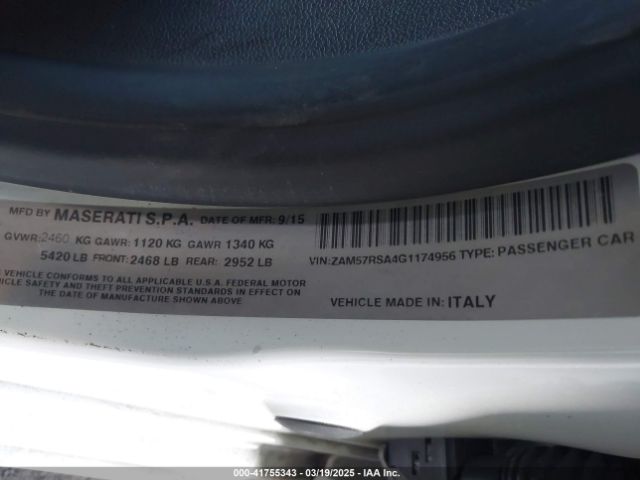 MFD BY MASERATI S.P.A. DATE OF MFR: 9/15
GVWR:2460 KG GAWR: 1120 KG GAWR 1340 KG
5420 LB FRONT: 2468 LB REAR: 2952 LB
VEHICLE CONFORMS TO ALL APPLICABLE U.S.A. FEDERAL MOTOR
VEHICLE SAFETY AND THEFT PREVENTION STANDARDS IN EFFECT ON
THE DATE OF MANUFACTURE SHOWN ABOVE
VIN:ZAM57RSA4G1174956 TYPE: PASSENGER CAR
VEHICLE MADE IN: ITALY
000-41755343 — 03/19/2025 — IAA Inc.